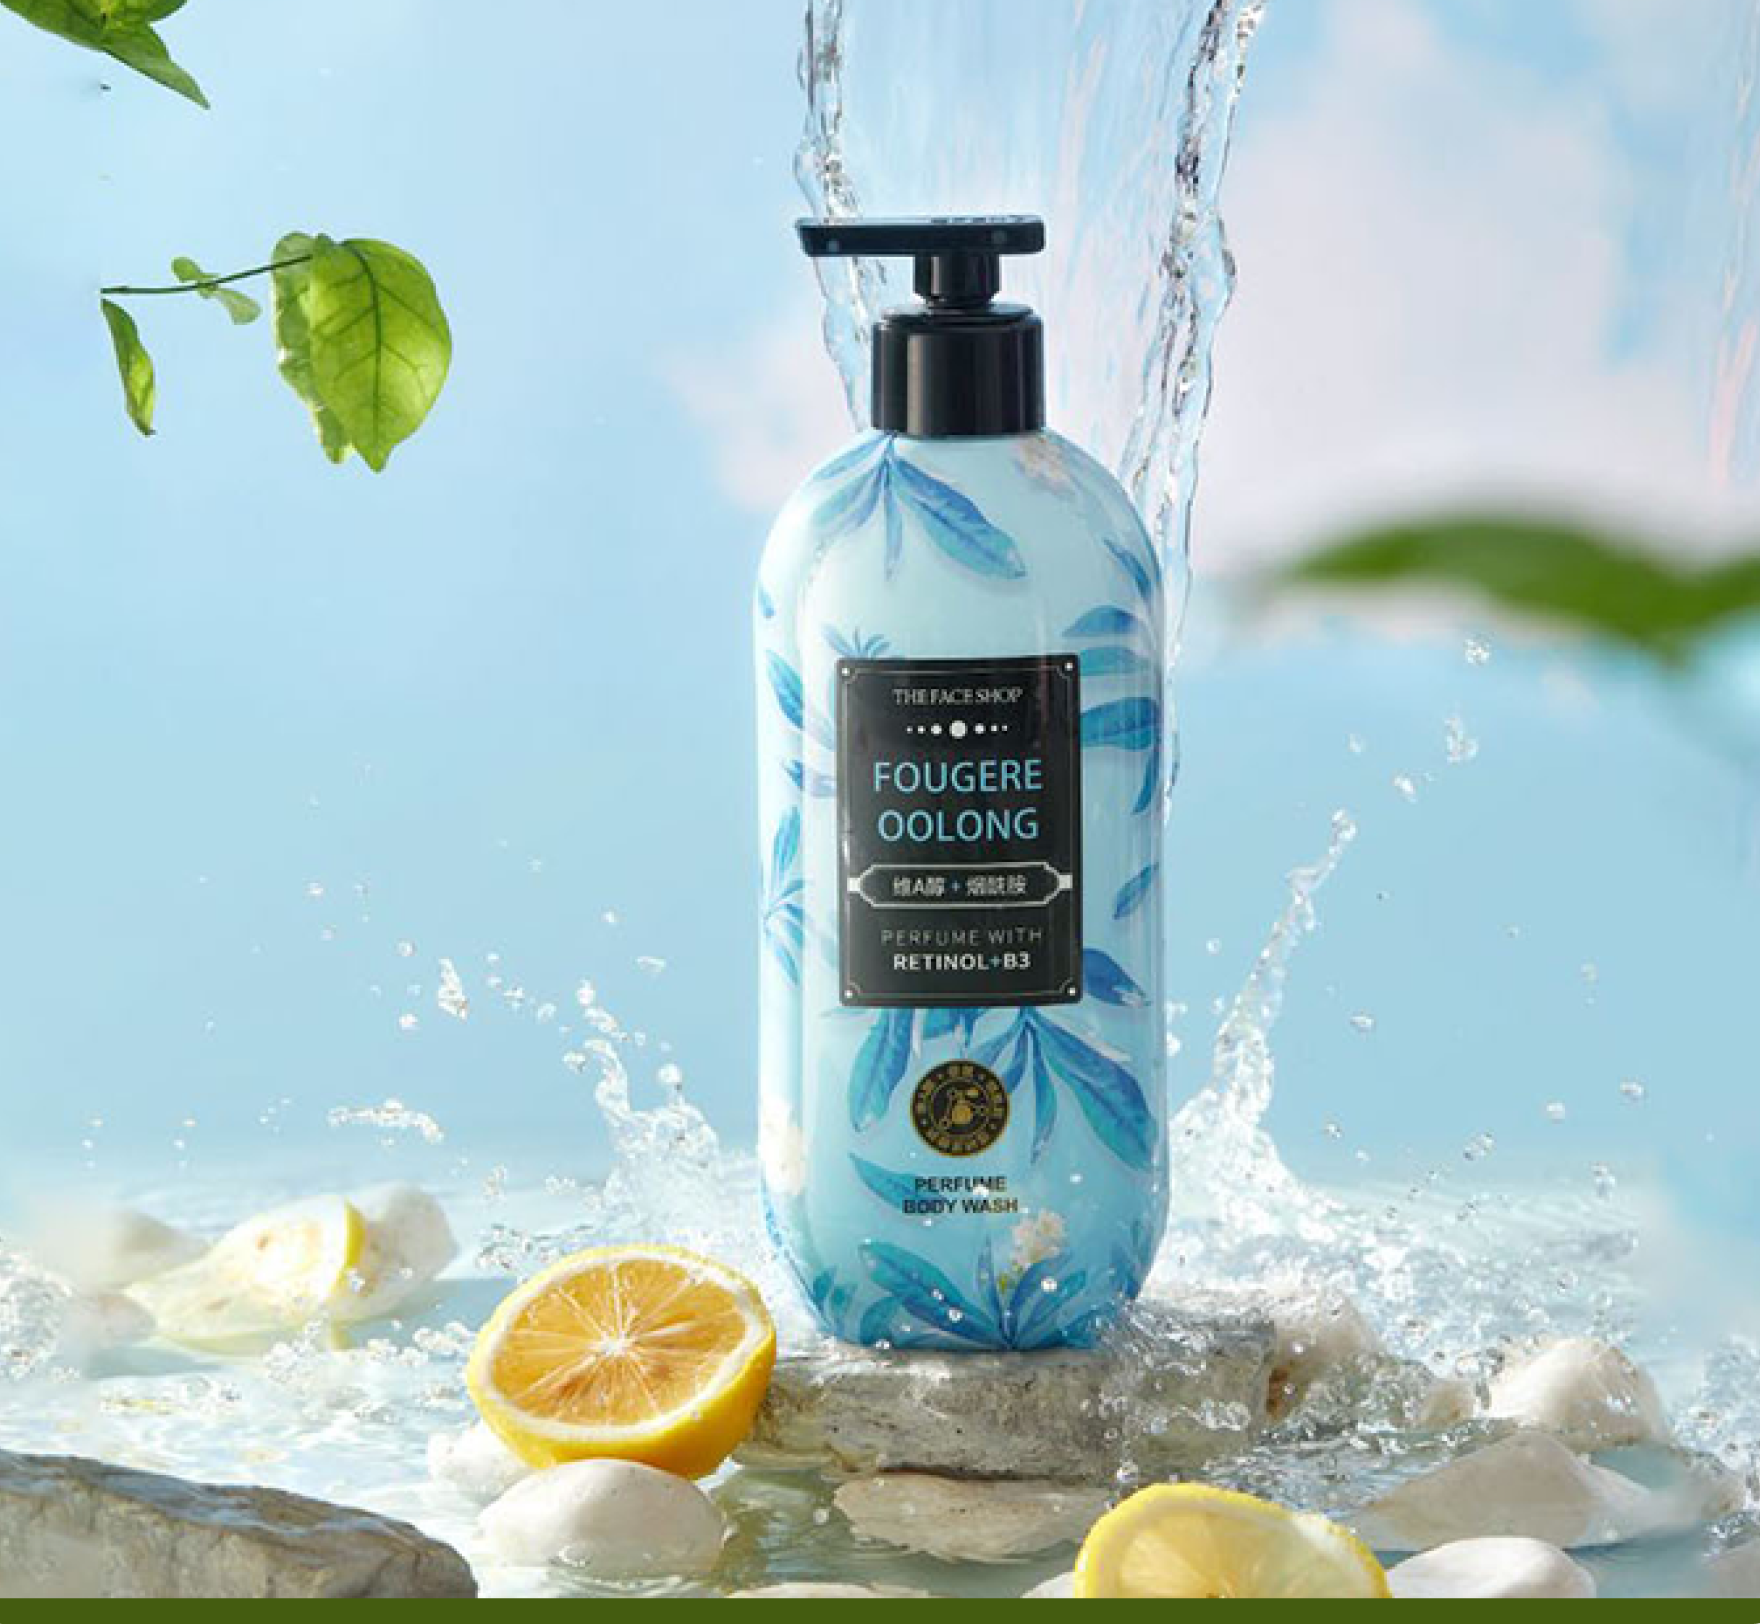 THE FACE SHOP
FOUGERE
OOLONG
维A醇 + 烟酰胺
PERFUME WITH
RETINOL+B3
PERFUME
BODY WASH